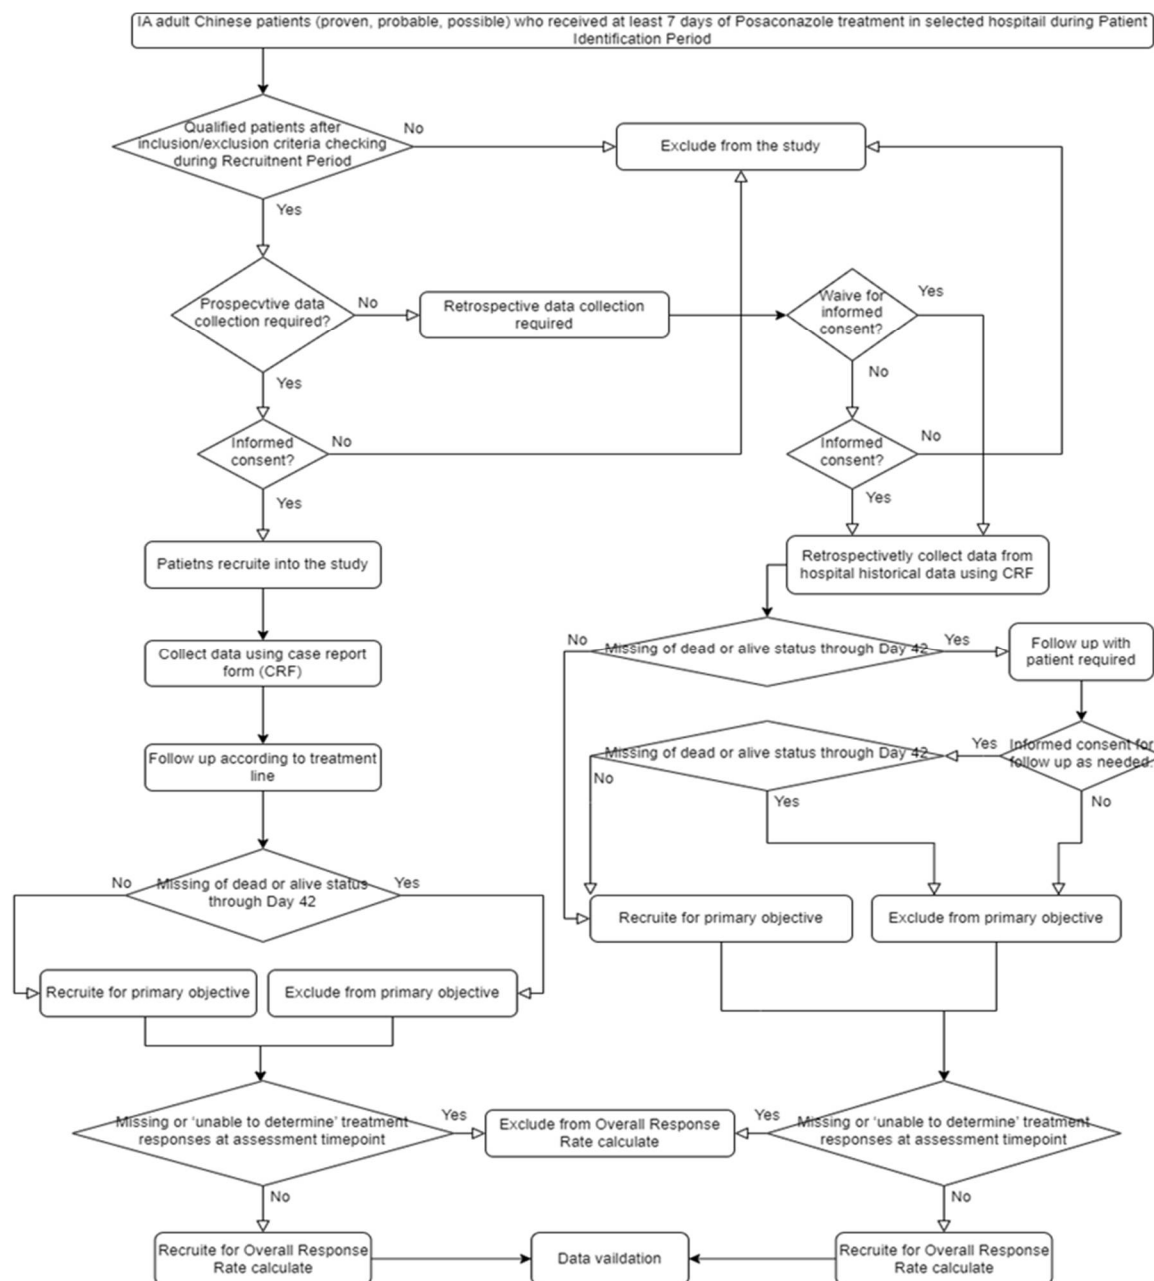 IA adult Chinese patients (proven, probable, possible) who received at least 7 days of Posaconazole treatment in selected hospitail during Patient
Identification Period
Qualified patients after
inclusion/exclusion criteria checking
during Recruitment Period
No
Exclude from the study
Yes
Prospecvtive data
collection required?
No
Retrospective data collection
required
Waive for
informed
consent?
Yes
Yes
No
Informed
consent?
No
Informed
consent?
No
Yes
Yes
Patietns recruite into the study
Retrospectivetly collect data from
hospital historical data using CRF
Collect data using case report
form (CRF)
No
Missing of dead or alive status through Day 42
Yes
Follow up with
patient required
Follow up according to treatment
line
Missing of dead or alive status through Day 42
Yes
Informed consent for
follow up as needed.
No
Yes
No
No
Missing of dead or alive status
through Day 42
Yes
Recruite for primary objective
Exclude from primary objective
Recruite for primary objective
Exclude from primary objective
Missing or ‘unable to determine’ treatment
responses at assessment timepoint
Yes
Exclude from Overall Response
Rate calculate
Yes
Missing or ‘unable to determine’ treatment
responses at assessment timepoint
No
No
Recruite for Overall Response
Rate calculate
Data vaildation
Recruite for Overall Response
Rate calculate